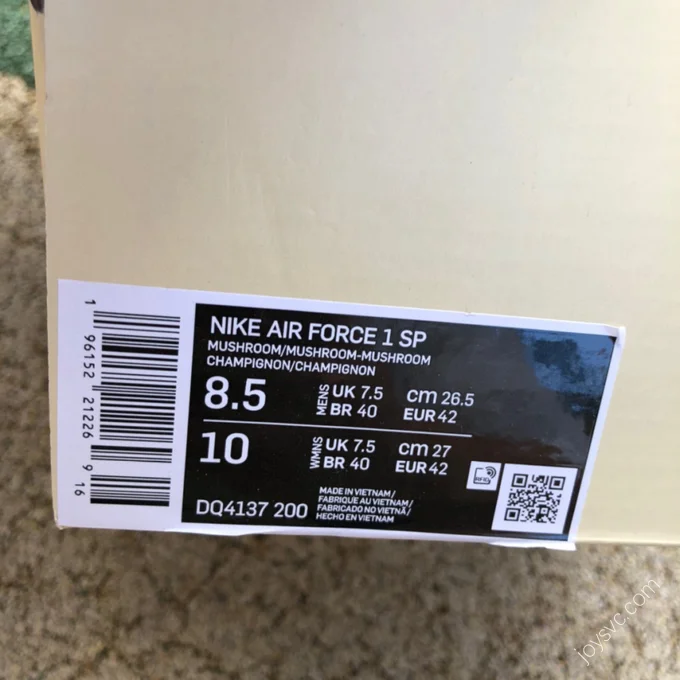 1 96152 21226 9 16
NIKE AIR FORCE 1 SP
MUSHROOM/MUSHROOM-MUSHROOM
CHAMPIGNON/CHAMPIGNON
8.5 MENS UK 7.5 cm 26.5
BR 40 EUR 42
10 WMNS UK 7.5 cm 27
BR 40 EUR 42
DQ4137 200
MADE IN VIETNAM/
FABRIQUE AU VIETNAM/
FABRICADO NO VIETNÃ/
HECHO EN VIETNAM
RFID
joysvc.com